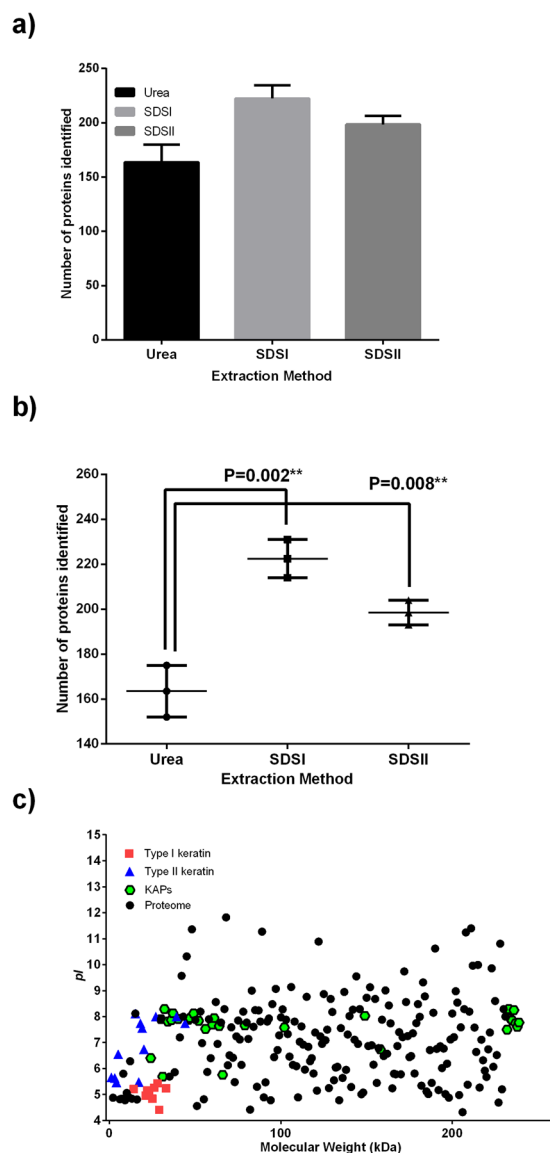 a)
250
200
150
100
50
0
Number of proteins identified
Urea
SDSI
SDSII
Urea SDSI SDSII
Extraction Method
b)
260
240
220
200
180
160
140
Number of proteins identified
P=0.002**
P=0.008**
Urea SDSI SDSII
Extraction Method
c)
15
14
13
12
11
10
9
8
7
6
5
4
pI
Type I keratin
Type II keratin
KAPs
Proteome
0 100 200
Molecular Weight (kDa)